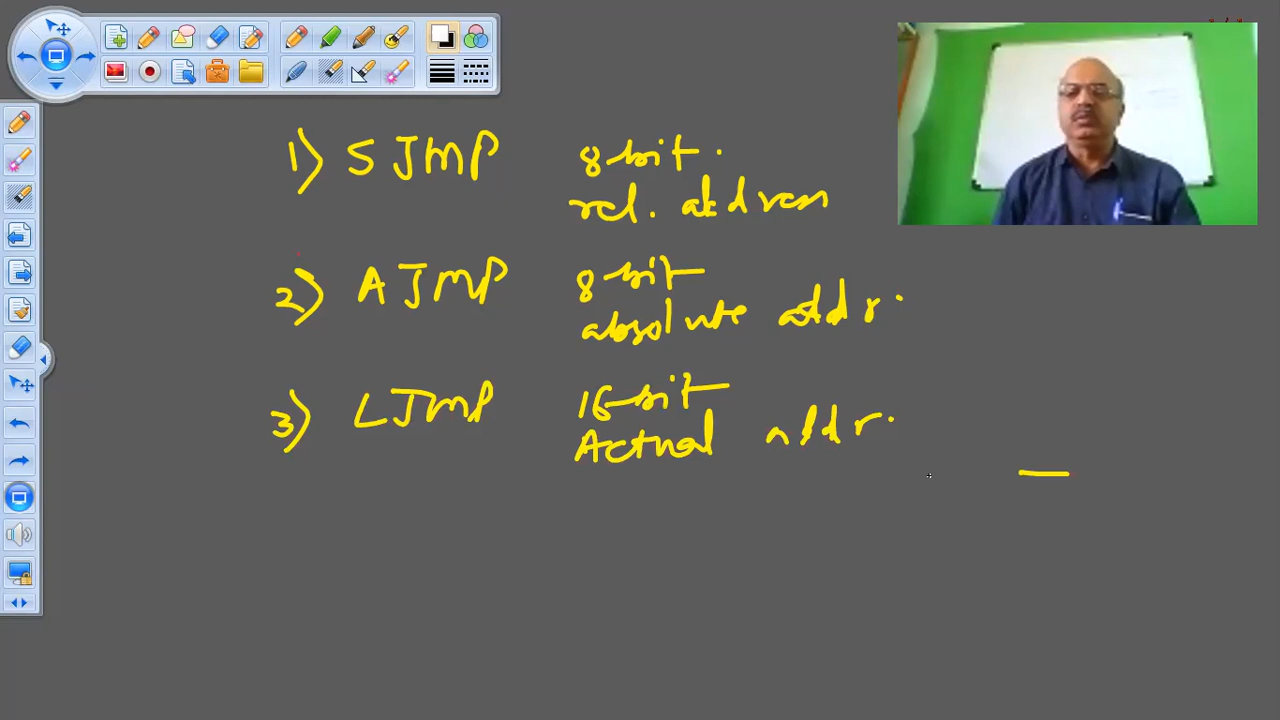 1) SJMP 8-bit.
rel. address
2) AJMP 8-bit
absolute addr.
3) LJMP 16-bit
Actual addr.